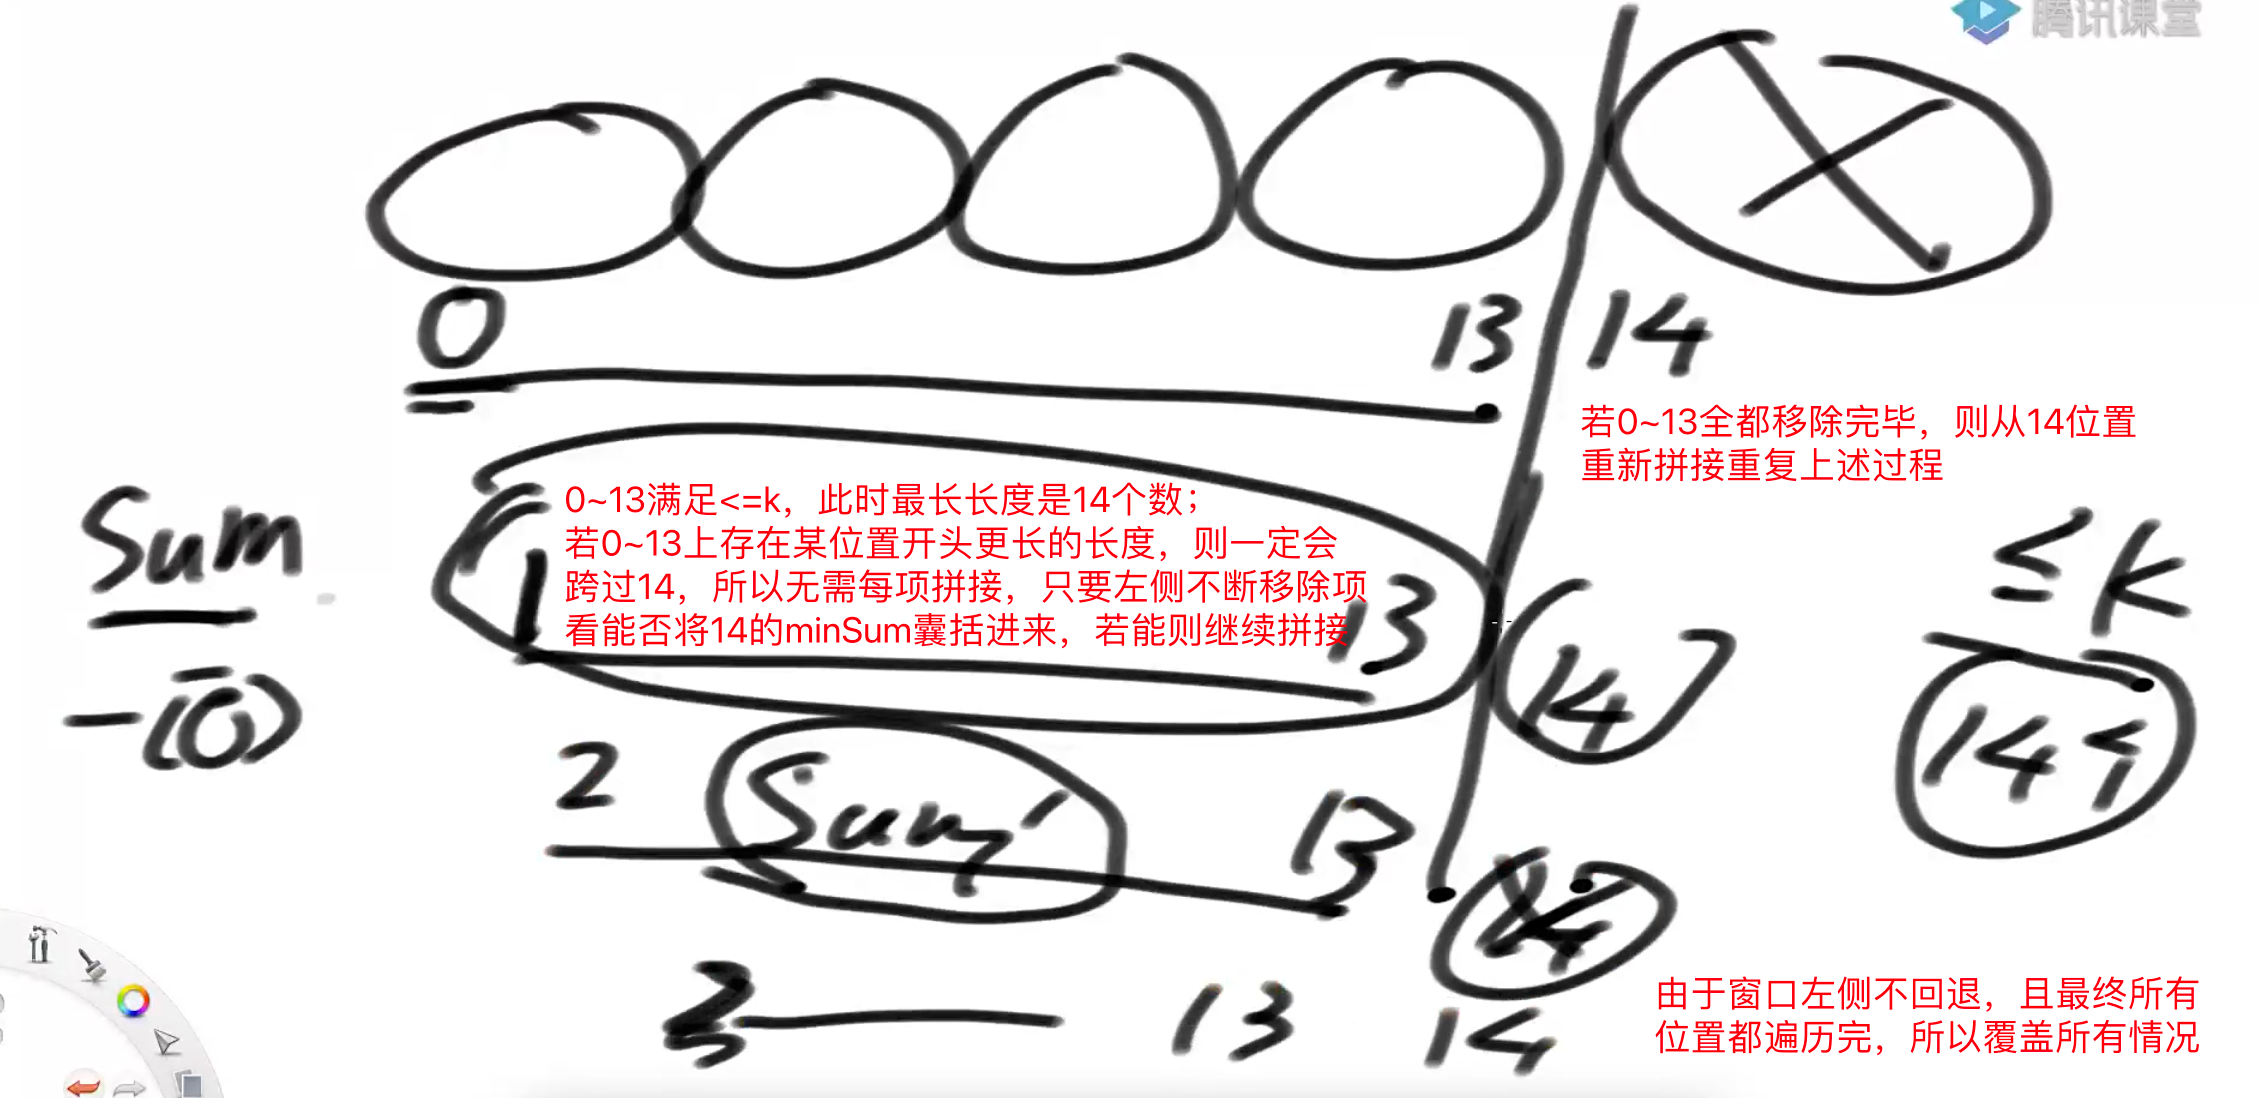 腾讯课堂
0
13
14
若0~13全都移除完毕，则从14位置
重新拼接重复上述过程
Sum
-(0)
0~13满足<=k，此时最长长度是14个数；
若0~13上存在某位置开头更长的长度，则一定会
跨过14，所以无需每项拼接，只要左侧不断移除项
看能否将14的minSum囊括进来，若能则继续拼接
1
13
14
≤K
14
2
Sum'
13
14
3
13
14
由于窗口左侧不回退，且最终所有
位置都遍历完，所以覆盖所有情况